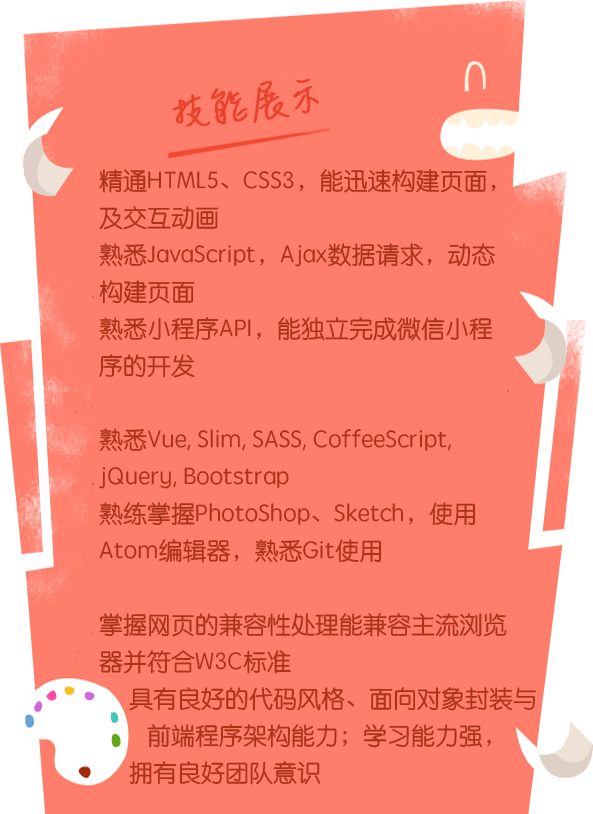 技能展示
精通HTML5、CSS3，能迅速构建页面，
及交互动画
熟悉JavaScript，Ajax数据请求，动态
构建页面
熟悉小程序API，能独立完成微信小程
序的开发
熟悉Vue, Slim, SASS, CoffeeScript,
jQuery, Bootstrap
熟练掌握PhotoShop、Sketch，使用
Atom编辑器，熟悉Git使用
掌握网页的兼容性处理能兼容主流浏览
器并符合W3C标准
具有良好的代码风格、面向对象封装与
前端程序架构能力；学习能力强，
拥有良好团队意识